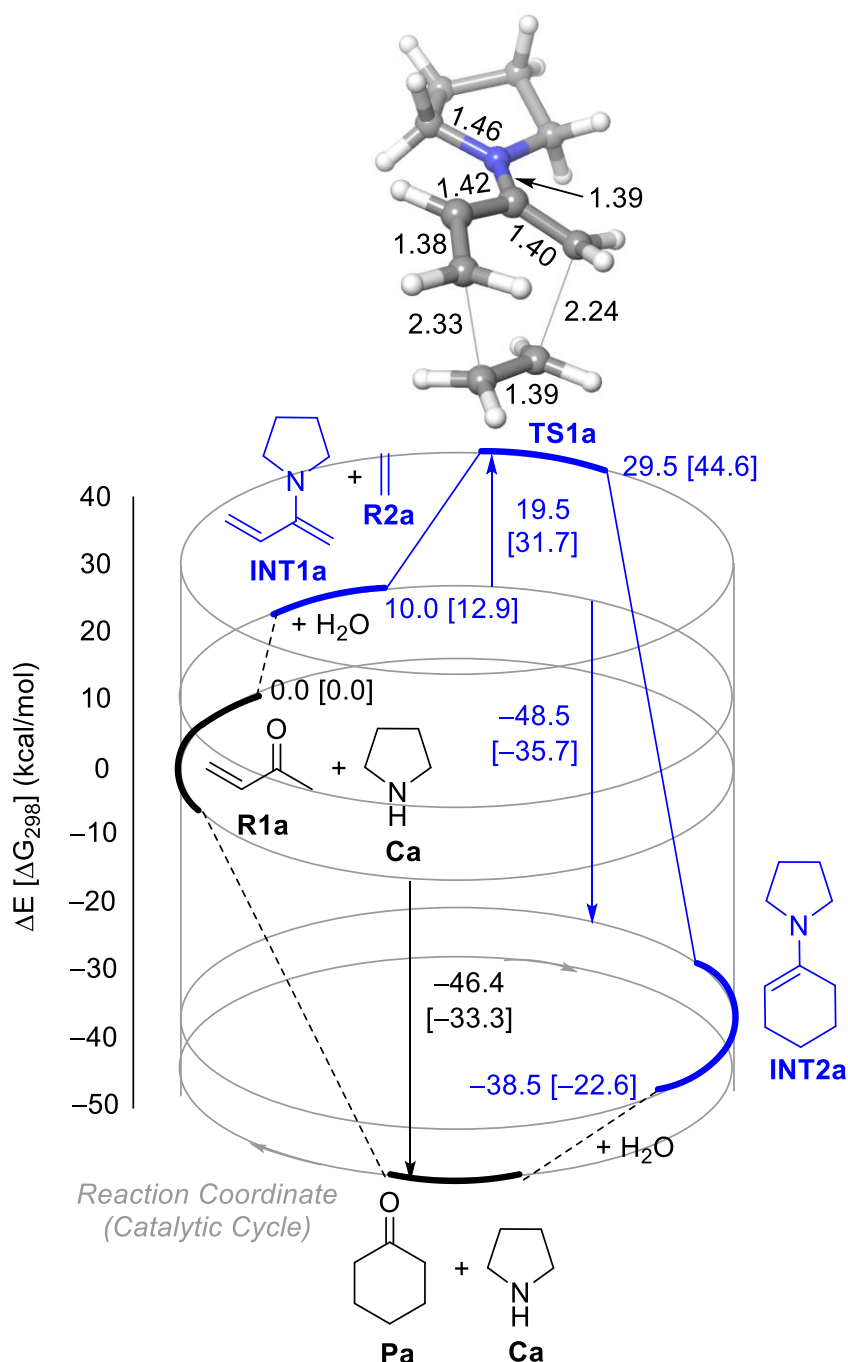 1.46
1.42
1.39
1.38
1.40
2.33
2.24
1.39
TS1a
29.5 [44.6]
N
+
R2a
INT1a
19.5
[31.7]
10.0 [12.9]
+ H₂O
0.0 [0.0]
O
+
N
H
R1a
Ca
–48.5
[–35.7]
40
30
20
10
0
–10
–20
–30
–40
–50
ΔE [ΔG₂₉₈] (kcal/mol)
–46.4
[–33.3]
N
INT2a
–38.5 [–22.6]
+ H₂O
Reaction Coordinate
(Catalytic Cycle)
O
+
N
H
Pa
Ca